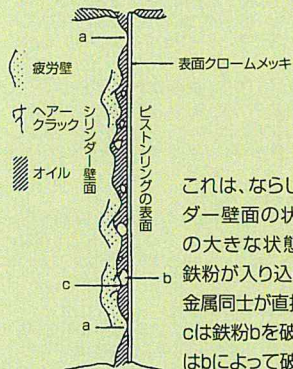 a
表面クロームメッキ
疲労壁
ヘアー
クラック
オイル
シリンダー壁面
ピストンリングの表面
c
b
a
これは、ならし
ダー壁面の状
の大きな状態
鉄粉が入り込
金属同士が直接
cは鉄粉bを破
はbによって破